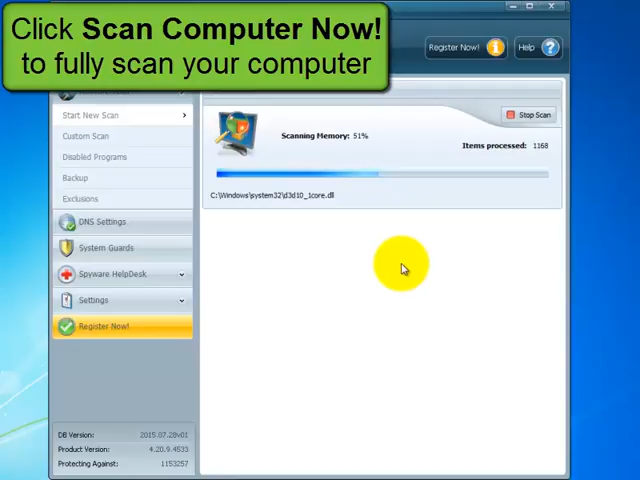 Click Scan Computer Now!
to fully scan your computer
Register Now!
Help
Start New Scan
Custom Scan
Disabled Programs
Backup
Exclusions
DNS Settings
System Guards
Spyware HelpDesk
Settings
Register Now!
Stop Scan
Scanning Memory: 51%
Items processed: 1168
C:\Windows\system32\d3d10_1core.dll
DB Version: 2015.07.28v01
Product Version: 4.20.9.4533
Protecting Against: 1153257